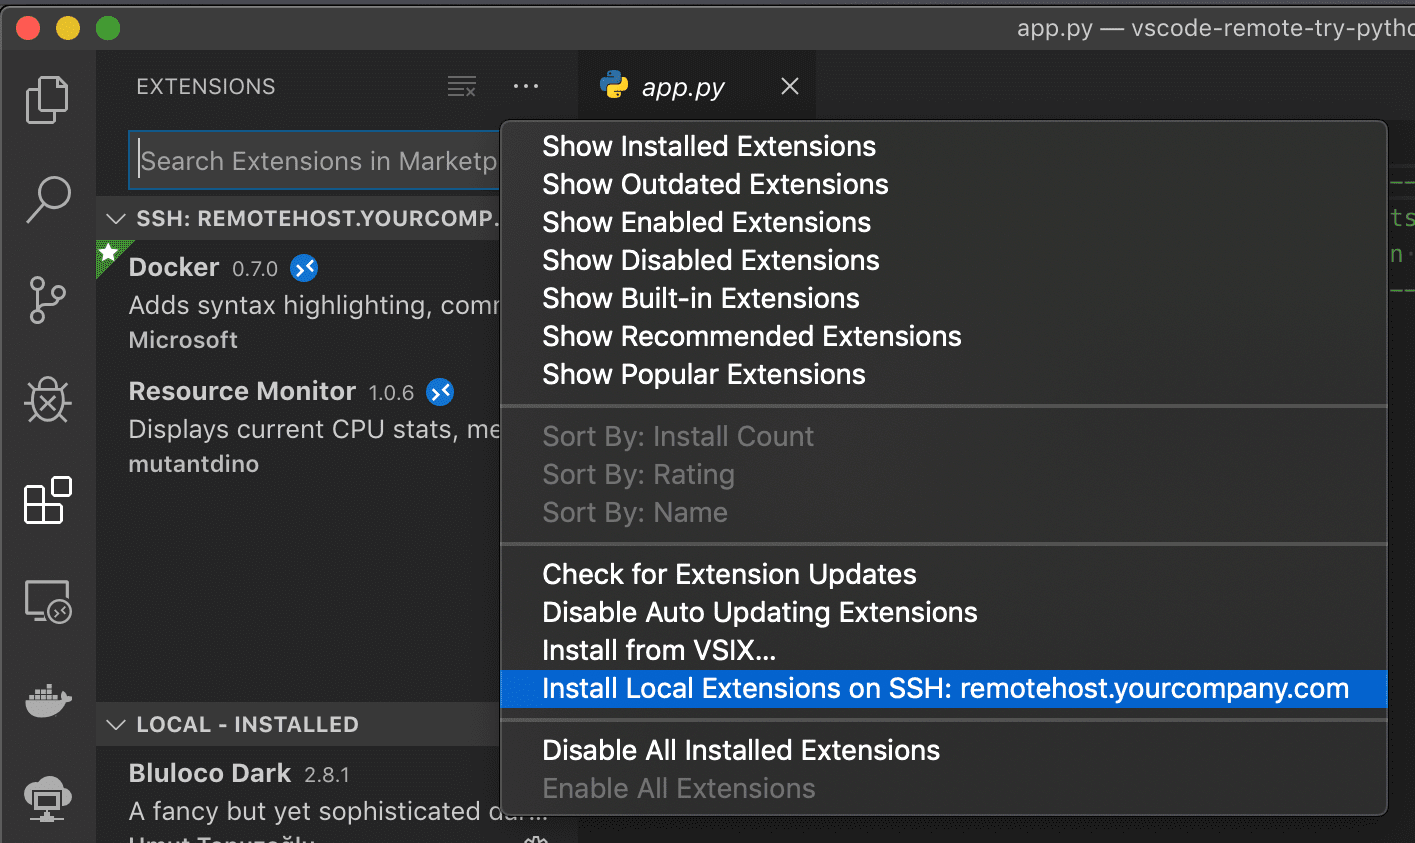 app.py — vscode-remote-try-pytho
EXTENSIONS
app.py
Search Extensions in Marketp
SSH: REMOTEHOST.YOURCOMP.
Docker 0.7.0
Adds syntax highlighting, comm
Microsoft
Resource Monitor 1.0.6
Displays current CPU stats, me
mutantdino
LOCAL - INSTALLED
Bluloco Dark 2.8.1
A fancy but yet sophisticated dar...
Umut Topuzoğlu
Show Installed Extensions
Show Outdated Extensions
Show Enabled Extensions
Show Disabled Extensions
Show Built-in Extensions
Show Recommended Extensions
Show Popular Extensions
Sort By: Install Count
Sort By: Rating
Sort By: Name
Check for Extension Updates
Disable Auto Updating Extensions
Install from VSIX...
Install Local Extensions on SSH: remotehost.yourcompany.com
Disable All Installed Extensions
Enable All Extensions
ts
n